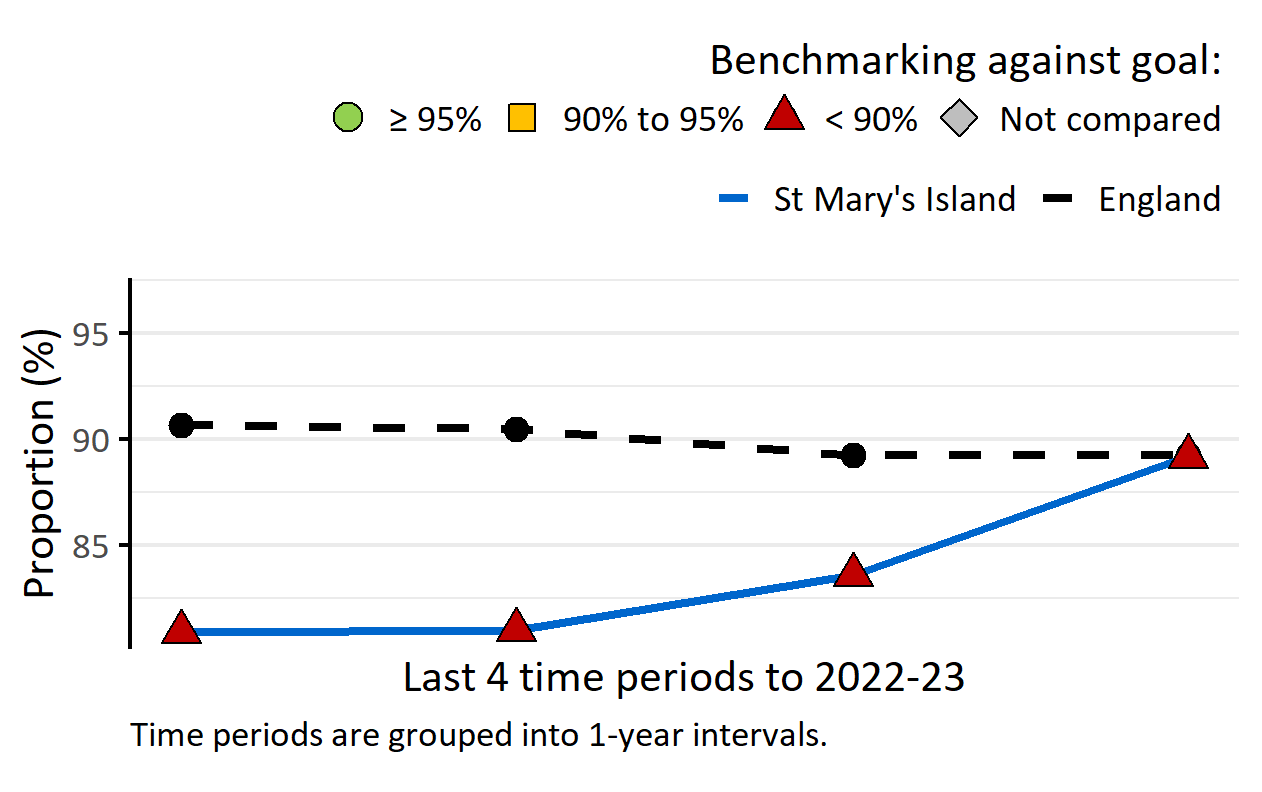 Benchmarking against goal:
≥ 95% 90% to 95% < 90% Not compared
St Mary's Island England
95
90
85
Proportion (%)
Last 4 time periods to 2022-23
Time periods are grouped into 1-year intervals.